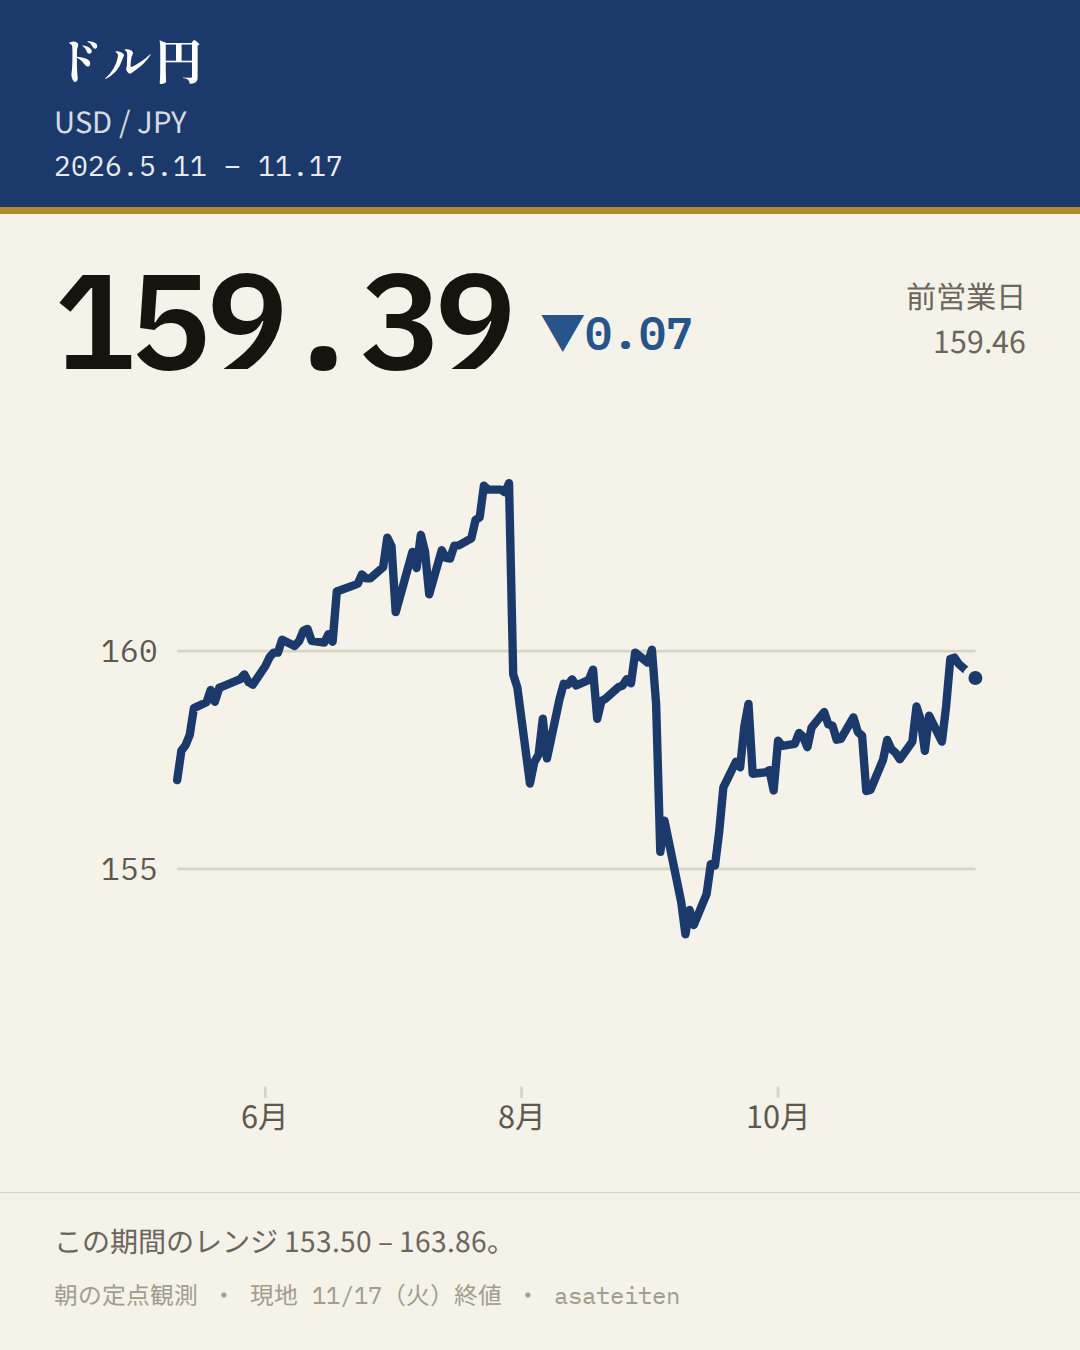 ドル円
USD / JPY
2026.5.11 – 11.17
159.39 ▼0.07
前営業日
159.46
160
155
6月 8月 10月
この期間のレンジ 153.50 – 163.86。
朝の定点観測 ・ 現地 11/17（火）終値 ・ asateiten